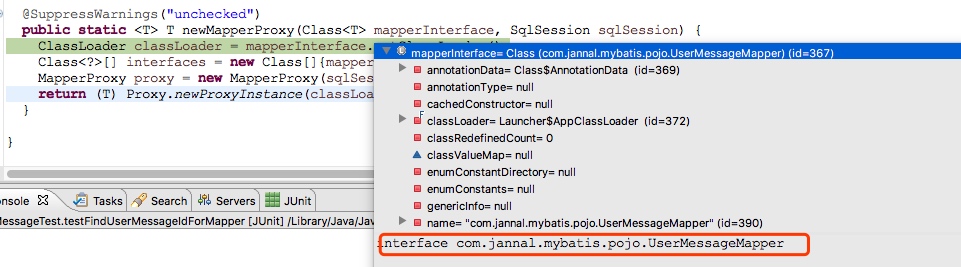 @SuppressWarnings("unchecked")
public static <T> T newMapperProxy(Class<T> mapperInterface, SqlSession sqlSession) {
ClassLoader classLoader = mapperInterface.
Class<?>[] interfaces = new Class[]{mapper
MapperProxy proxy = new MapperProxy(sqlSes
return (T) Proxy.newProxyInstance(classLoa
}
}
mapperInterface= Class (com.jannal.mybatis.pojo.UserMessageMapper) (id=367)
annotationData= Class$AnnotationData (id=369)
annotationType= null
cachedConstructor= null
classLoader= Launcher$AppClassLoader (id=372)
classRedefinedCount= 0
classValueMap= null
enumConstantDirectory= null
enumConstants= null
genericInfo= null
name= "com.jannal.mybatis.pojo.UserMessageMapper" (id=390)
interface com.jannal.mybatis.pojo.UserMessageMapper
onsole Tasks Search Servers JUnit
MessageTest.testFindUserMessageIdForMapper [JUnit] /Library/Java/Jav